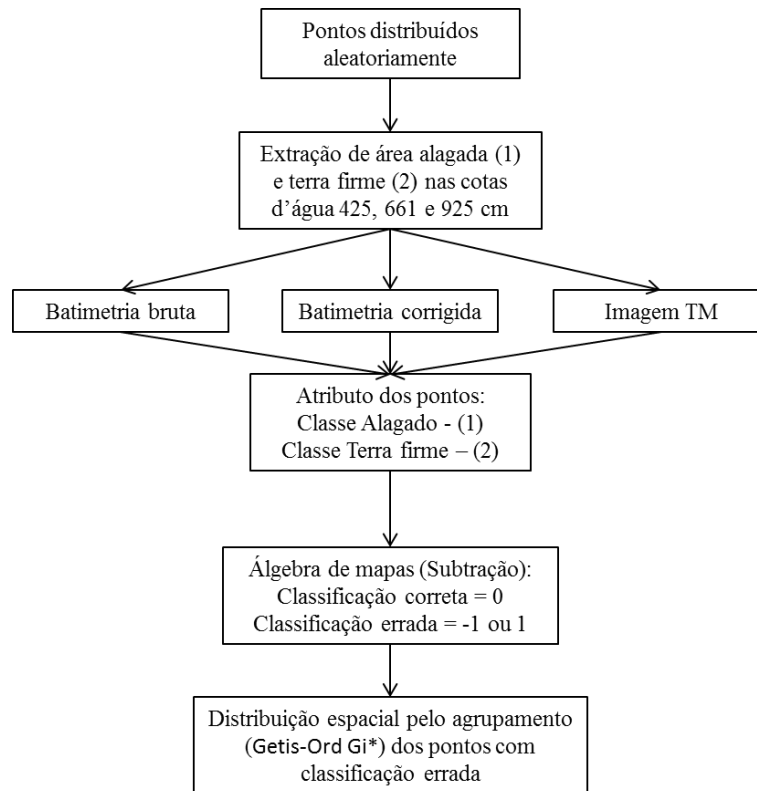 Pontos distribuídos
aleatoriamente
Extração de área alagada (1)
e terra firme (2) nas cotas
d’água 425, 661 e 925 cm
Batimetria bruta
Batimetria corrigida
Imagem TM
Atributo dos pontos:
Classe Alagado - (1)
Classe Terra firme – (2)
Álgebra de mapas (Subtração):
Classificação correta = 0
Classificação errada = -1 ou 1
Distribuição espacial pelo agrupamento
(Getis-Ord Gi*) dos pontos com
classificação errada